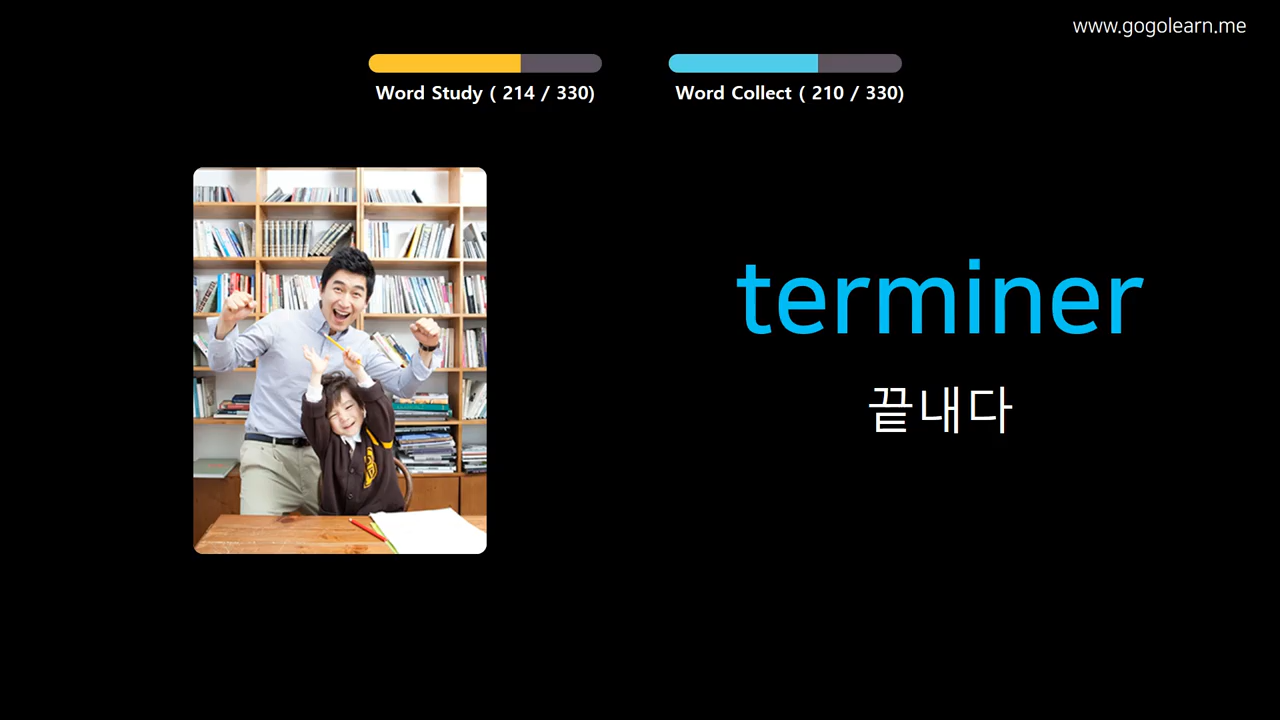 www.gogolearn.me
Word Study ( 214 / 330)
Word Collect ( 210 / 330)
terminer
끝내다